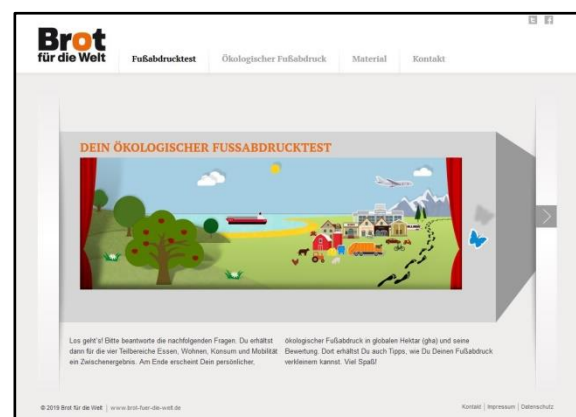 Brot
für die Welt
Fußabdrucktest
Ökologischer Fußabdruck
Material
Kontakt
DEIN ÖKOLOGISCHER FUSSABDRUCKTEST
Los geht's! Bitte beantworte die nachfolgenden Fragen. Du erhältst
dann für die vier Teilbereiche Essen, Wohnen, Konsum und Mobilität
ein Zwischenergebnis. Am Ende erscheint Dein persönlicher,
ökologischer Fußabdruck in globalen Hektar (gha) und seine
Bewertung. Dort erhältst Du auch Tipps, wie Du Deinen Fußabdruck
verkleinern kannst. Viel Spaß!
© 2019 Brot für die Welt | www.brot-fuer-die-welt.de
Kontakt | Impressum | Datenschutz